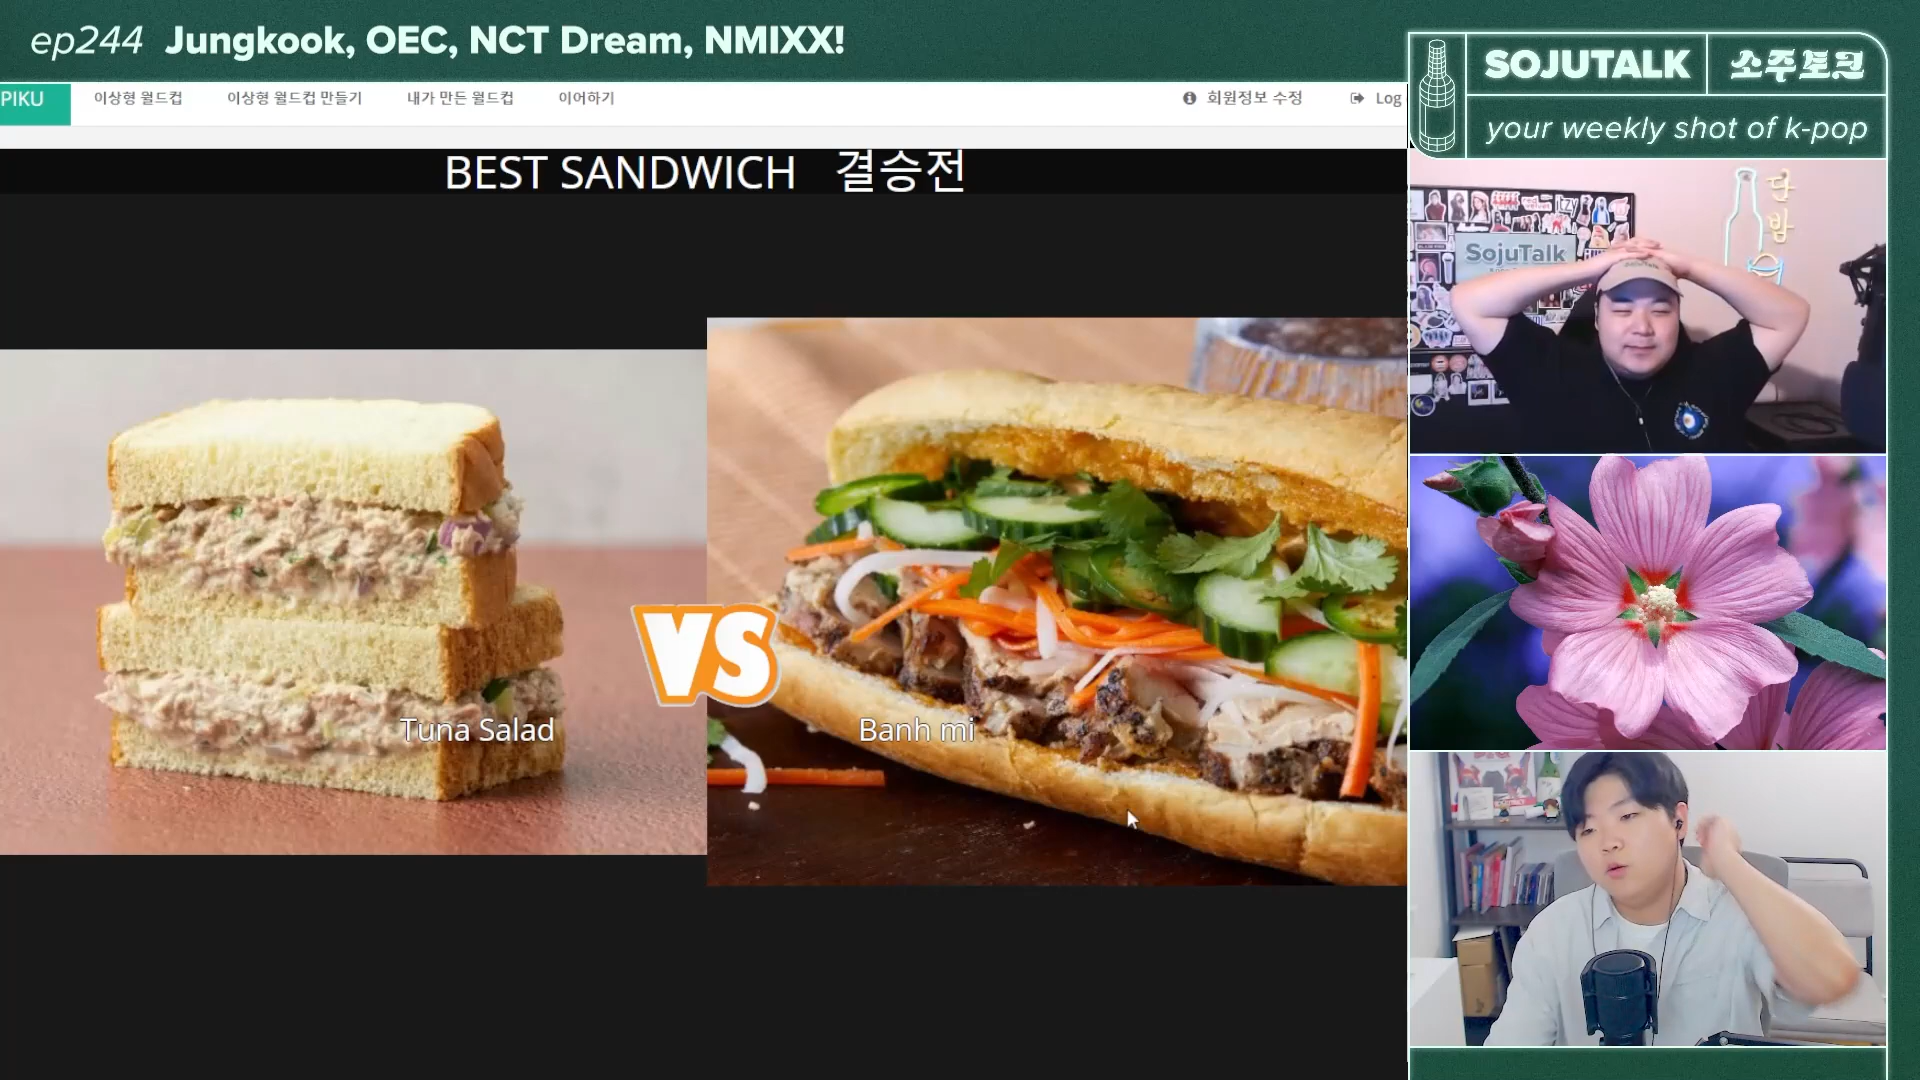 ep244 Jungkook, OEC, NCT Dream, NMIXX!
SOJUTALK 소주토크
your weekly shot of k-pop
PIKU 이상형 월드컵 이상형 월드컵 만들기 내가 만든 월드컵 이어하기 회원정보 수정 Log
BEST SANDWICH 결승전
단밤
SojuTalk
itzy
VS
Tuna Salad
Banh mi